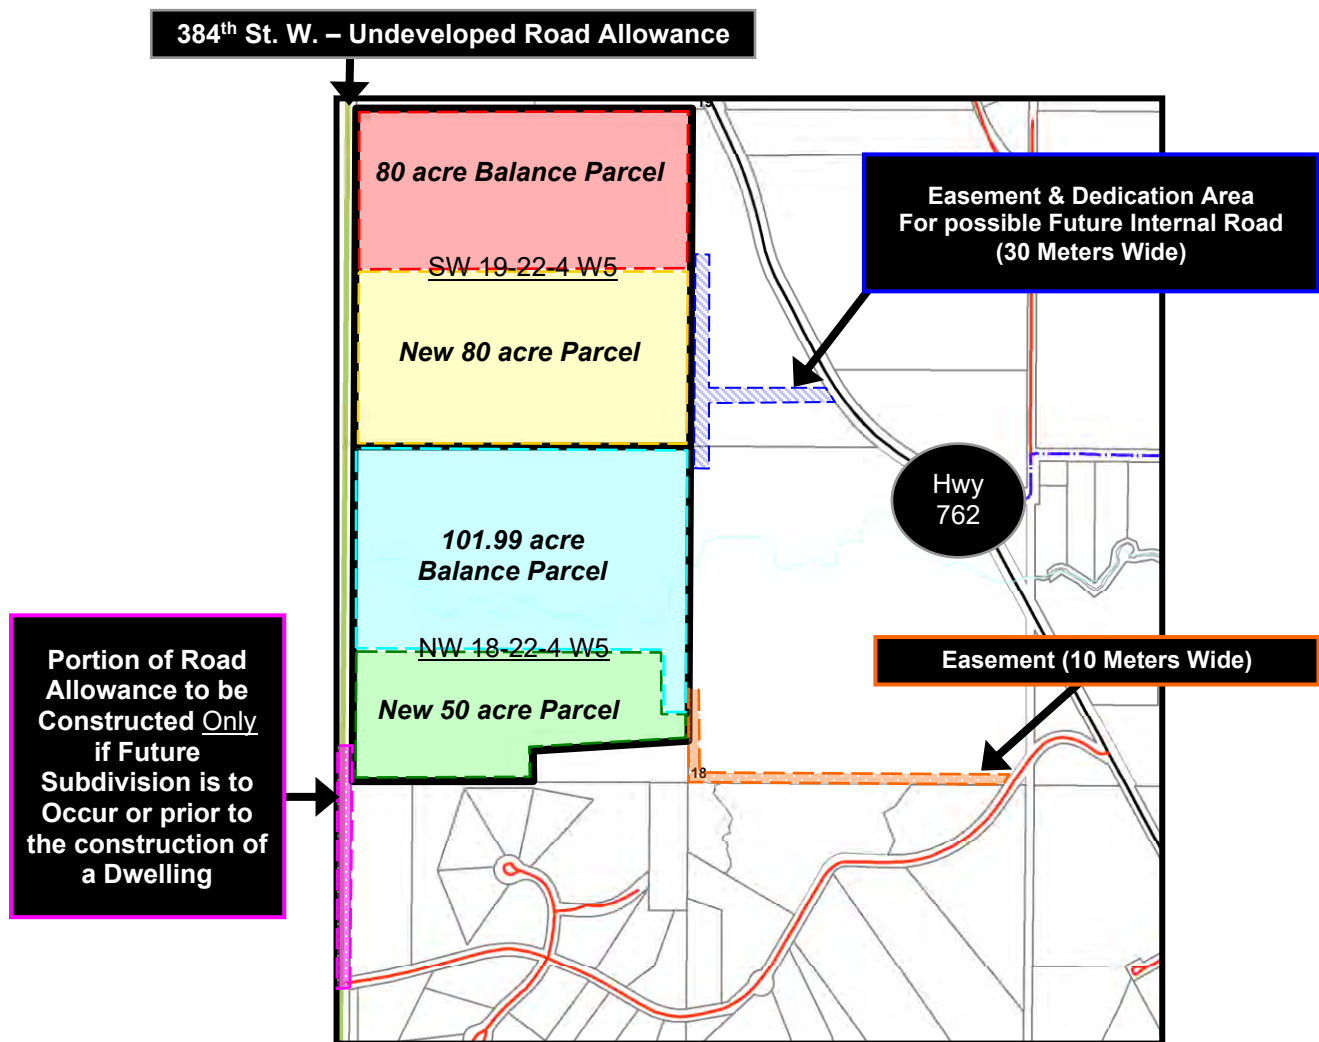 384th St. W. – Undeveloped Road Allowance
19
80 acre Balance Parcel
SW 19-22-4 W5
New 80 acre Parcel
Easement & Dedication Area
For possible Future Internal Road
(30 Meters Wide)
Hwy
762
101.99 acre
Balance Parcel
NW 18-22-4 W5
New 50 acre Parcel
Easement (10 Meters Wide)
18
Portion of Road
Allowance to be
Constructed Only
if Future
Subdivision is to
Occur or prior to
the construction of
a Dwelling